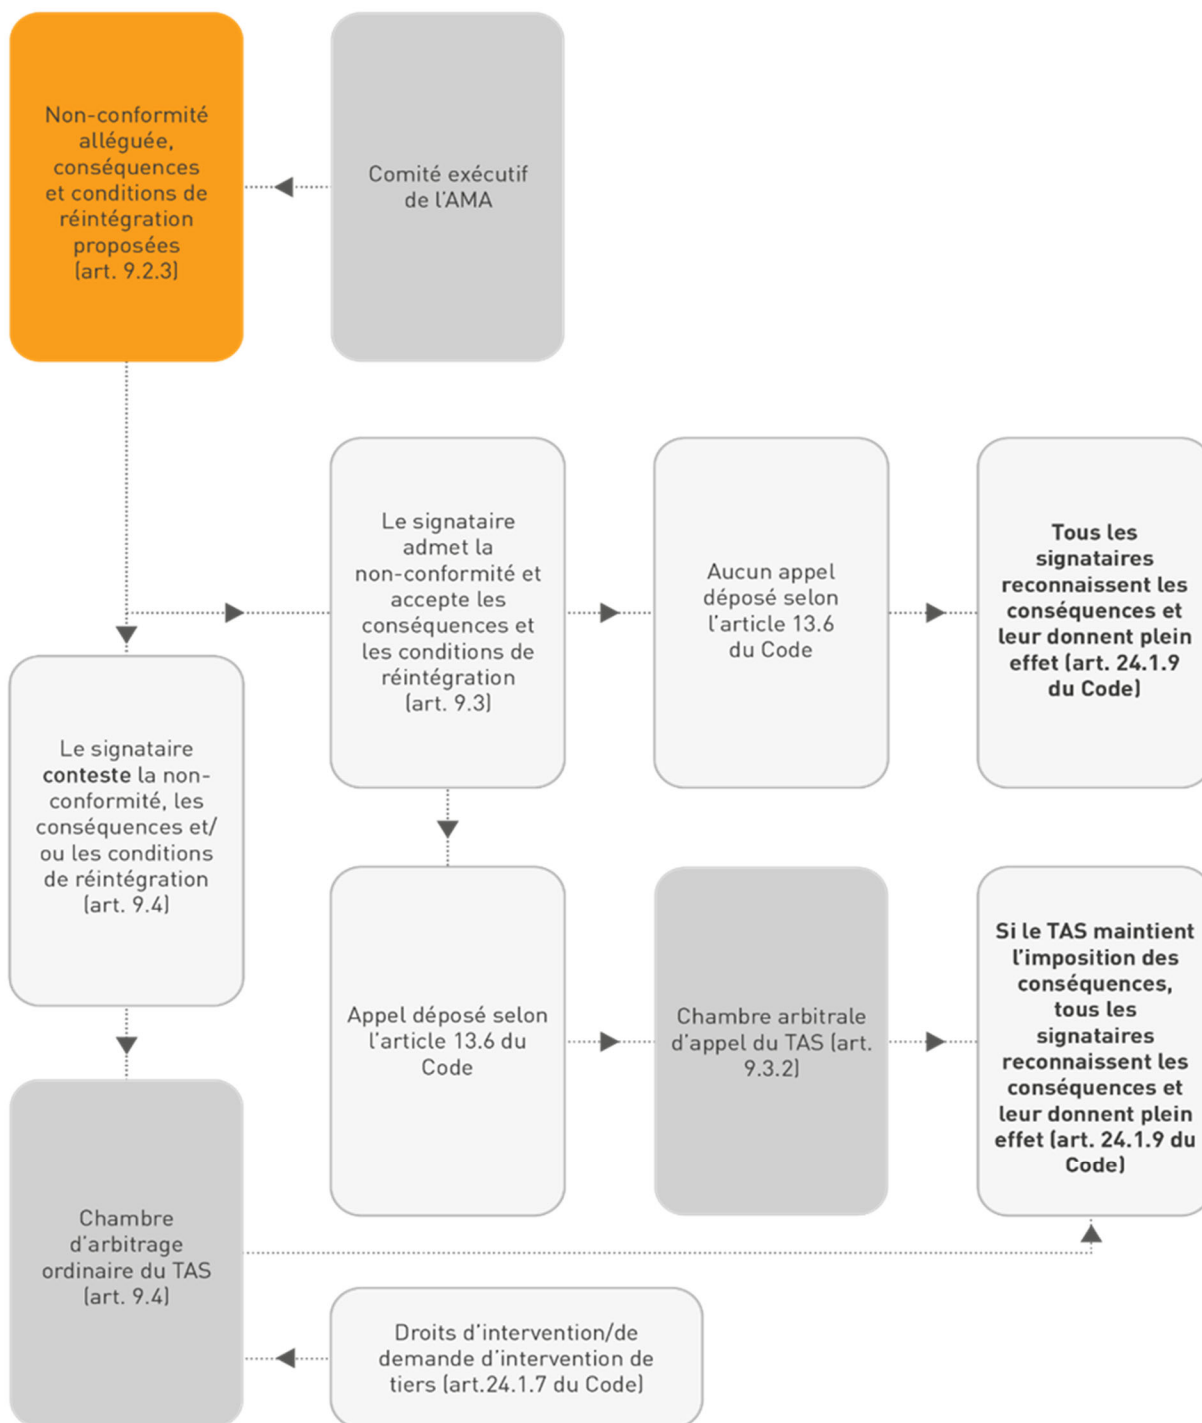 Non-conformité
alléguée,
conséquences
et conditions de
réintégration
proposées
(art. 9.2.3)
Comité exécutif
de l'AMA
Le signataire
admet la
non-conformité et
accepte les
conséquences et
les conditions de
réintégration
(art. 9.3)
Aucun appel
déposé selon
l'article 13.6
du Code
Tous les
signataires
reconnaissent les
conséquences et
leur donnent plein
effet (art. 24.1.9
du Code)
Le signataire
conteste la non-
conformité, les
conséquences et/
ou les conditions
de réintégration
(art. 9.4)
Appel déposé selon
l'article 13.6 du
Code
Chambre arbitrale
d'appel du TAS (art.
9.3.2)
Si le TAS maintient
l'imposition des
conséquences,
tous les
signataires
reconnaissent les
conséquences et
leur donnent plein
effet (art. 24.1.9 du
Code)
Chambre
d'arbitrage
ordinaire du TAS
(art. 9.4)
Droits d'intervention/de
demande d'intervention de
tiers (art.24.1.7 du Code)